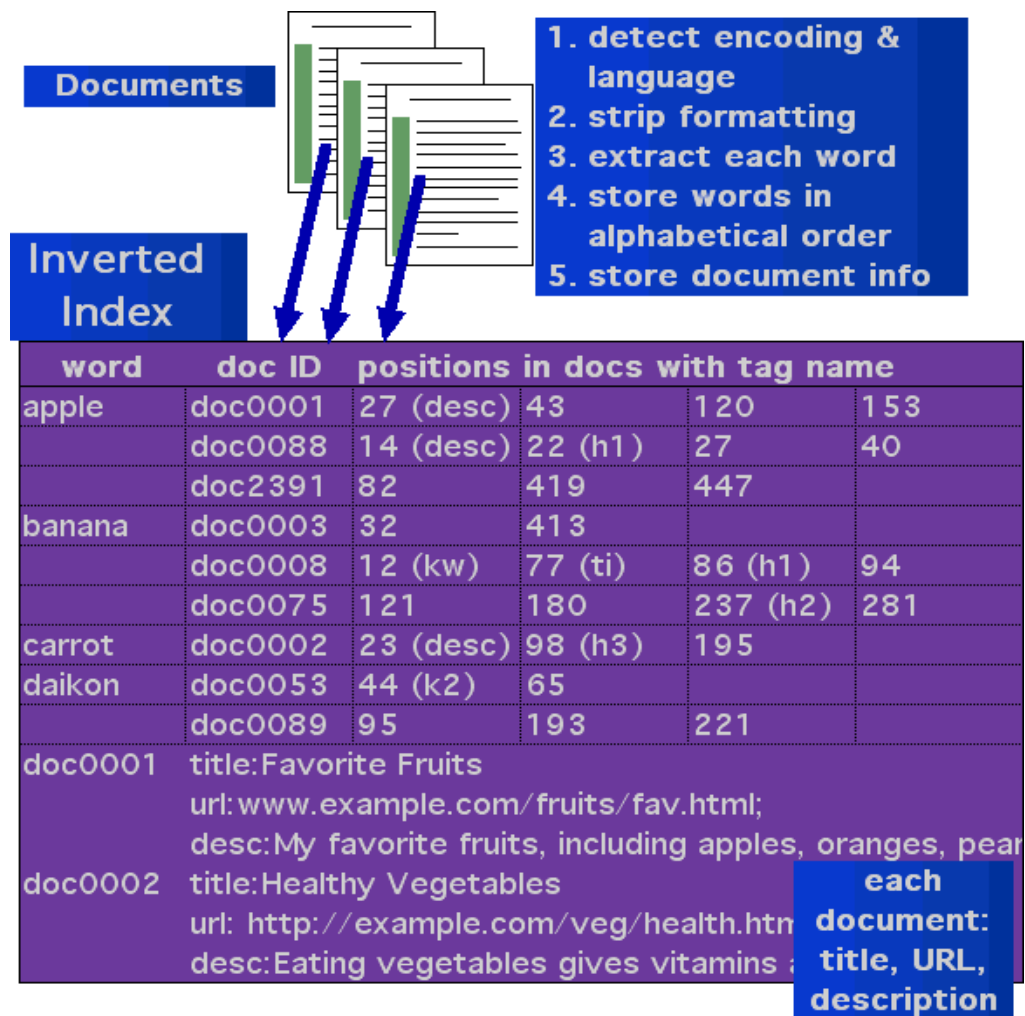 Documents
1. detect encoding &
language
2. strip formatting
3. extract each word
4. store words in
alphabetical order
5. store document info
Inverted
Index
word doc ID positions in docs with tag name
apple doc0001 27 (desc) 43 120 153
doc0088 14 (desc) 22 (h1) 27 40
doc2391 82 419 447
banana doc0003 32 413
doc0008 12 (kw) 77 (ti) 86 (h1) 94
doc0075 121 180 237 (h2) 281
carrot doc0002 23 (desc) 98 (h3) 195
daikon doc0053 44 (k2) 65
doc0089 95 193 221
doc0001 title:Favorite Fruits
url:www.example.com/fruits/fav.html;
desc:My favorite fruits, including apples, oranges, pear
doc0002 title:Healthy Vegetables
url: http://example.com/veg/health.htm
desc:Eating vegetables gives vitamins
each
document:
title, URL,
description